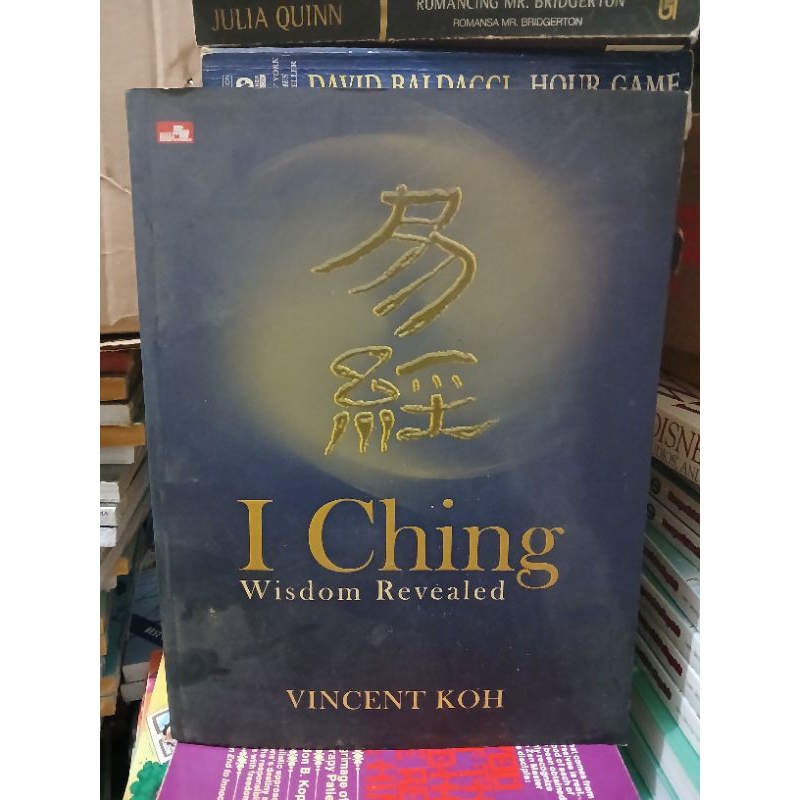 JULIA QUINN
ROMANCING MR. BRIDGERTON
ROMANSA MR. BRIDGERTON
DAVID BALDACCI HOUR GAME
易
經
I Ching
Wisdom Revealed
VINCENT KOH
DISNE